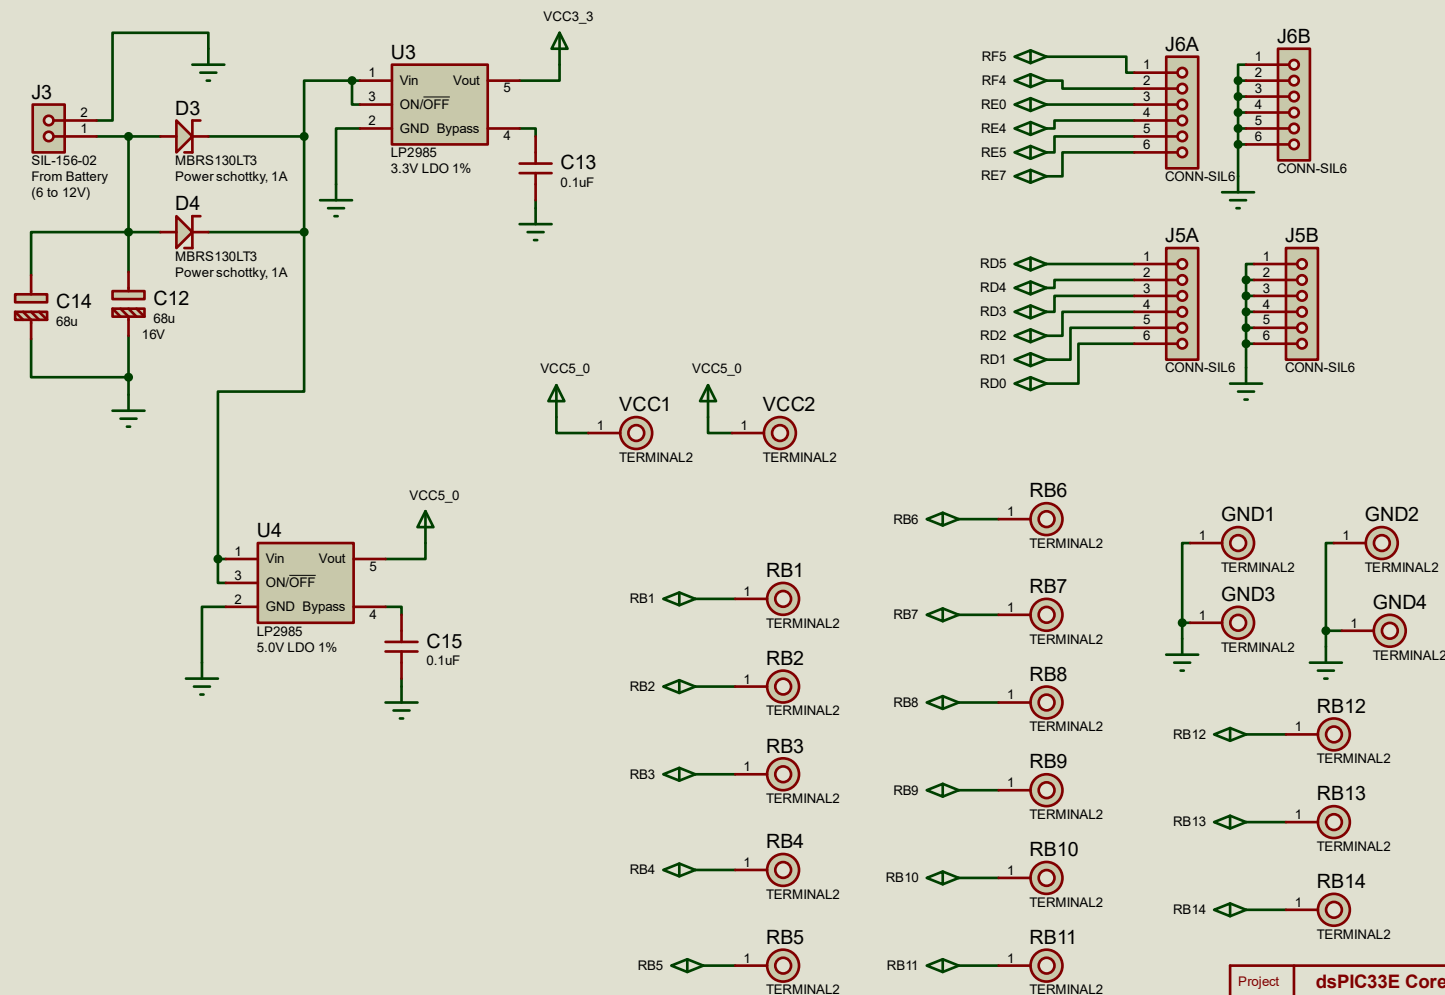 VCC3_3
U3
1
Vin
Vout
5
3
ON/OFF
2
GND
Bypass
4
LP2985
3.3V LDO 1%
C13
0.1uF
J3
2
1
SIL-156-02
From Battery
(6 to 12V)
D3
MBRS130LT3
Power schottky, 1A
D4
MBRS130LT3
Power schottky, 1A
C14
68u
C12
68u
16V
VCC5_0
U4
1
Vin
Vout
5
3
ON/OFF
2
GND
Bypass
4
LP2985
5.0V LDO 1%
C15
0.1uF
VCC5_0
VCC1
1
TERMINAL2
VCC5_0
VCC2
1
TERMINAL2
J6A
RF5
RF4
RE0
RE4
RE5
RE7
1
2
3
4
5
6
CONN-SIL6
J6B
1
2
3
4
5
6
CONN-SIL6
J5A
RD5
RD4
RD3
RD2
RD1
RD0
1
2
3
4
5
6
CONN-SIL6
J5B
1
2
3
4
5
6
CONN-SIL6
RB1
RB1
1
TERMINAL2
RB2
RB2
1
TERMINAL2
RB3
RB3
1
TERMINAL2
RB4
RB4
1
TERMINAL2
RB5
RB5
1
TERMINAL2
RB6
RB6
1
TERMINAL2
RB7
RB7
1
TERMINAL2
RB8
RB8
1
TERMINAL2
RB9
RB9
1
TERMINAL2
RB10
RB10
1
TERMINAL2
RB11
RB11
1
TERMINAL2
GND1
1
TERMINAL2
GND3
1
TERMINAL2
GND2
1
TERMINAL2
GND4
1
TERMINAL2
RB12
RB12
1
TERMINAL2
RB13
RB13
1
TERMINAL2
RB14
RB14
1
TERMINAL2
Project
dsPIC33E Core